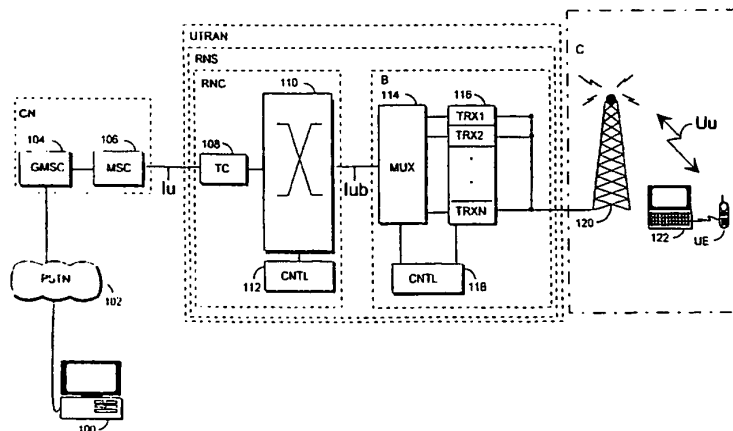 UTRAN
RNS
RNC
110
B
114
116
C
CN
104
106
GMSC
MSC
Iu
108
TC
Iub
MUX
TRX1
TRX2
TRXN
Uu
120
122
UE
112
CNTL
CNTL
118
PSTN
102
100